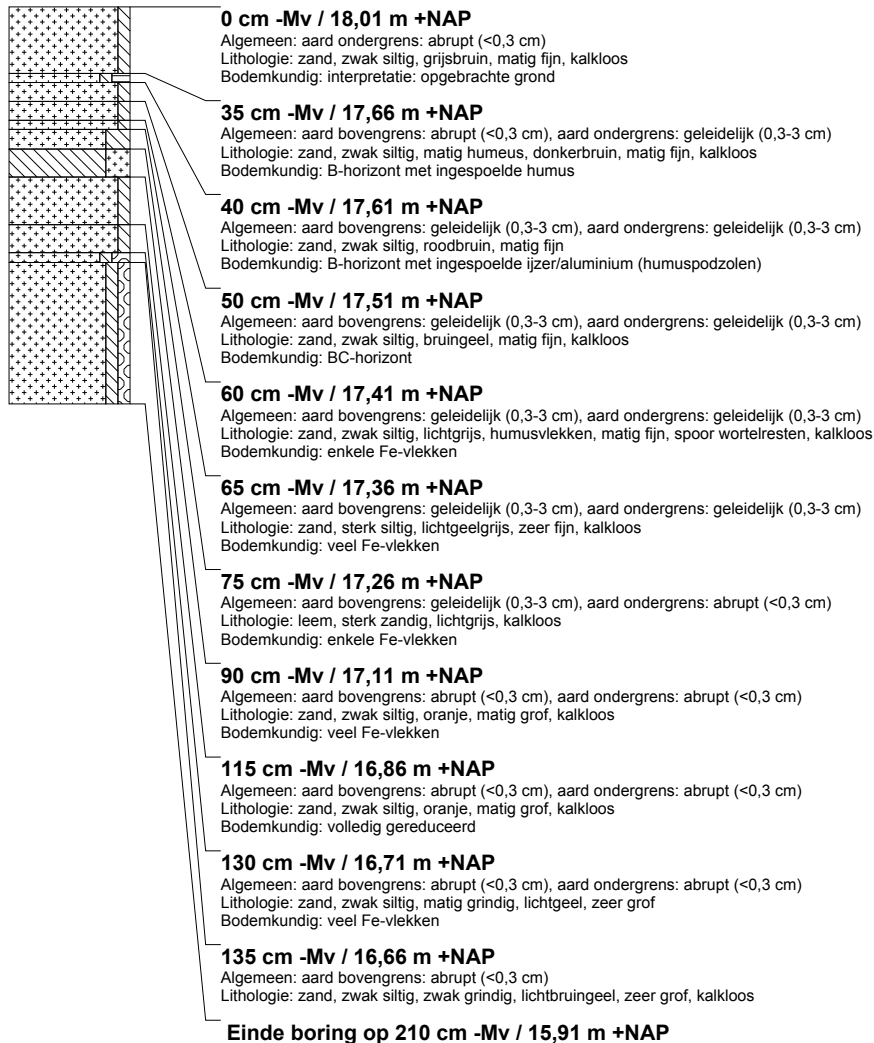 0 cm -Mv / 18,01 m +NAP
Algemeen: aard ondergrens: abrupt (<0,3 cm)
Lithologie: zand, zwak siltig, grijsbruin, matig fijn, kalkloos
Bodemkundig: interpretatie: opgebrachte grond
35 cm -Mv / 17,66 m +NAP
Algemeen: aard bovengrens: abrupt (<0,3 cm), aard ondergrens: geleidelijk (0,3-3 cm)
Lithologie: zand, zwak siltig, matig humeus, donkerbruin, matig fijn, kalkloos
Bodemkundig: B-horizont met ingespoelde humus
40 cm -Mv / 17,61 m +NAP
Algemeen: aard bovengrens: geleidelijk (0,3-3 cm), aard ondergrens: geleidelijk (0,3-3 cm)
Lithologie: zand, zwak siltig, roodbruin, matig fijn
Bodemkundig: B-horizont met ingespoelde ijzer/aluminium (humuspodzolen)
50 cm -Mv / 17,51 m +NAP
Algemeen: aard bovengrens: geleidelijk (0,3-3 cm), aard ondergrens: geleidelijk (0,3-3 cm)
Lithologie: zand, zwak siltig, bruingeel, matig fijn, kalkloos
Bodemkundig: BC-horizont
60 cm -Mv / 17,41 m +NAP
Algemeen: aard bovengrens: geleidelijk (0,3-3 cm), aard ondergrens: geleidelijk (0,3-3 cm)
Lithologie: zand, zwak siltig, lichtgrijs, humusvlekken, matig fijn, spoor wortelresten, kalkloos
Bodemkundig: enkele Fe-vlekken
65 cm -Mv / 17,36 m +NAP
Algemeen: aard bovengrens: geleidelijk (0,3-3 cm), aard ondergrens: geleidelijk (0,3-3 cm)
Lithologie: zand, sterk siltig, lichtgeelgrijs, zeer fijn, kalkloos
Bodemkundig: veel Fe-vlekken
75 cm -Mv / 17,26 m +NAP
Algemeen: aard bovengrens: geleidelijk (0,3-3 cm), aard ondergrens: abrupt (<0,3 cm)
Lithologie: leem, sterk zandig, lichtgrijs, kalkloos
Bodemkundig: enkele Fe-vlekken
90 cm -Mv / 17,11 m +NAP
Algemeen: aard bovengrens: abrupt (<0,3 cm), aard ondergrens: abrupt (<0,3 cm)
Lithologie: zand, zwak siltig, oranje, matig grof, kalkloos
Bodemkundig: veel Fe-vlekken
115 cm -Mv / 16,86 m +NAP
Algemeen: aard bovengrens: abrupt (<0,3 cm), aard ondergrens: abrupt (<0,3 cm)
Lithologie: zand, zwak siltig, oranje, matig grof, kalkloos
Bodemkundig: volledig gereduceerd
130 cm -Mv / 16,71 m +NAP
Algemeen: aard bovengrens: abrupt (<0,3 cm), aard ondergrens: abrupt (<0,3 cm)
Lithologie: zand, zwak siltig, matig grindig, lichtgeel, zeer grof
Bodemkundig: veel Fe-vlekken
135 cm -Mv / 16,66 m +NAP
Algemeen: aard bovengrens: abrupt (<0,3 cm)
Lithologie: zand, zwak siltig, zwak grindig, lichtbruingeel, zeer grof, kalkloos
Einde boring op 210 cm -Mv / 15,91 m +NAP